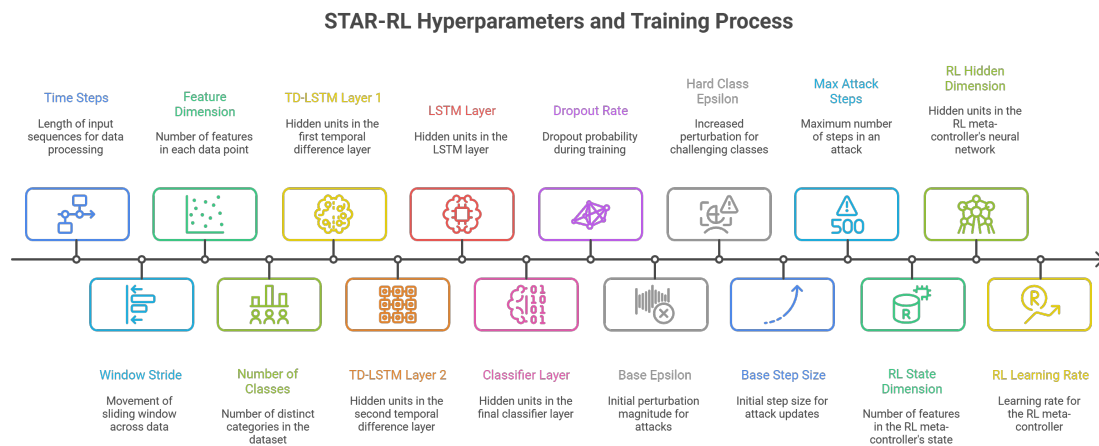 STAR-RL Hyperparameters and Training Process
Time Steps
Length of input
sequences for data
processing
Feature
Dimension
Number of features
in each data point
TD-LSTM Layer 1
Hidden units in the
first temporal
difference layer
LSTM Layer
Hidden units in the
LSTM layer
Dropout Rate
Dropout probability
during training
Hard Class
Epsilon
Increased
perturbation for
challenging classes
Max Attack
Steps
Maximum number
of steps in an
attack
RL Hidden
Dimension
Hidden units in the
RL meta-
controller's neural
network
500
01
10
10
01
R
R
Window Stride
Movement of
sliding window
across data
Number of
Classes
Number of distinct
categories in the
dataset
TD-LSTM Layer 2
Hidden units in the
second temporal
difference layer
Classifier Layer
Hidden units in the
final classifier layer
Base Epsilon
Initial perturbation
magnitude for
attacks
Base Step Size
Initial step size for
attack updates
RL State
Dimension
Number of features
in the RL meta-
controller's state
RL Learning Rate
Learning rate for
the RL meta-
controller